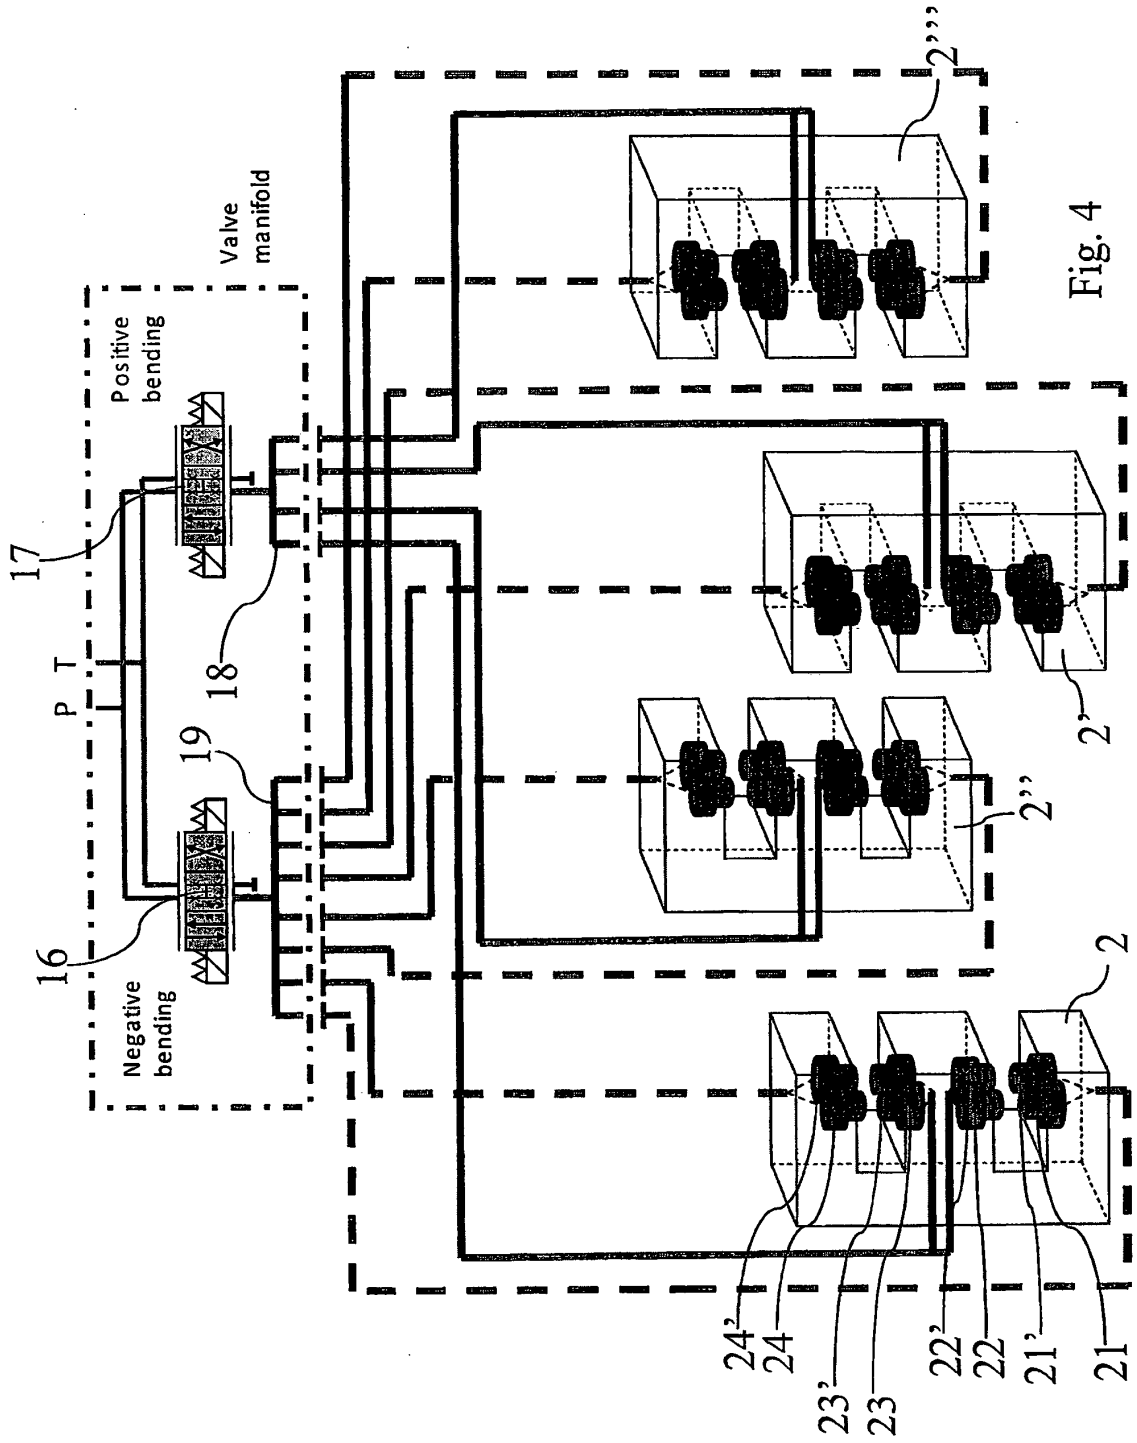 17
P T
16
Negative
bending
Positive
bending
Valve
manifold
19
18
2
2''
2'
2''''
24'
24
23'
23
22'
22
21'
21
Fig. 4